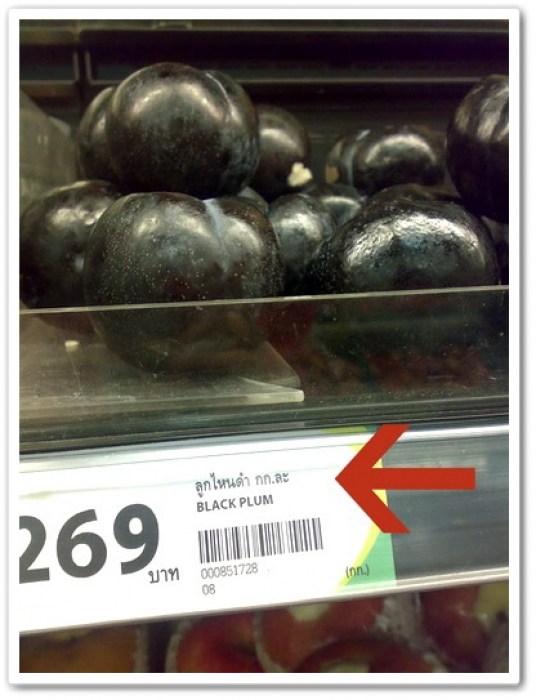 ลูกไหนดำ กก.ละ
BLACK PLUM
269
บาท
000851728
08
(กก.)